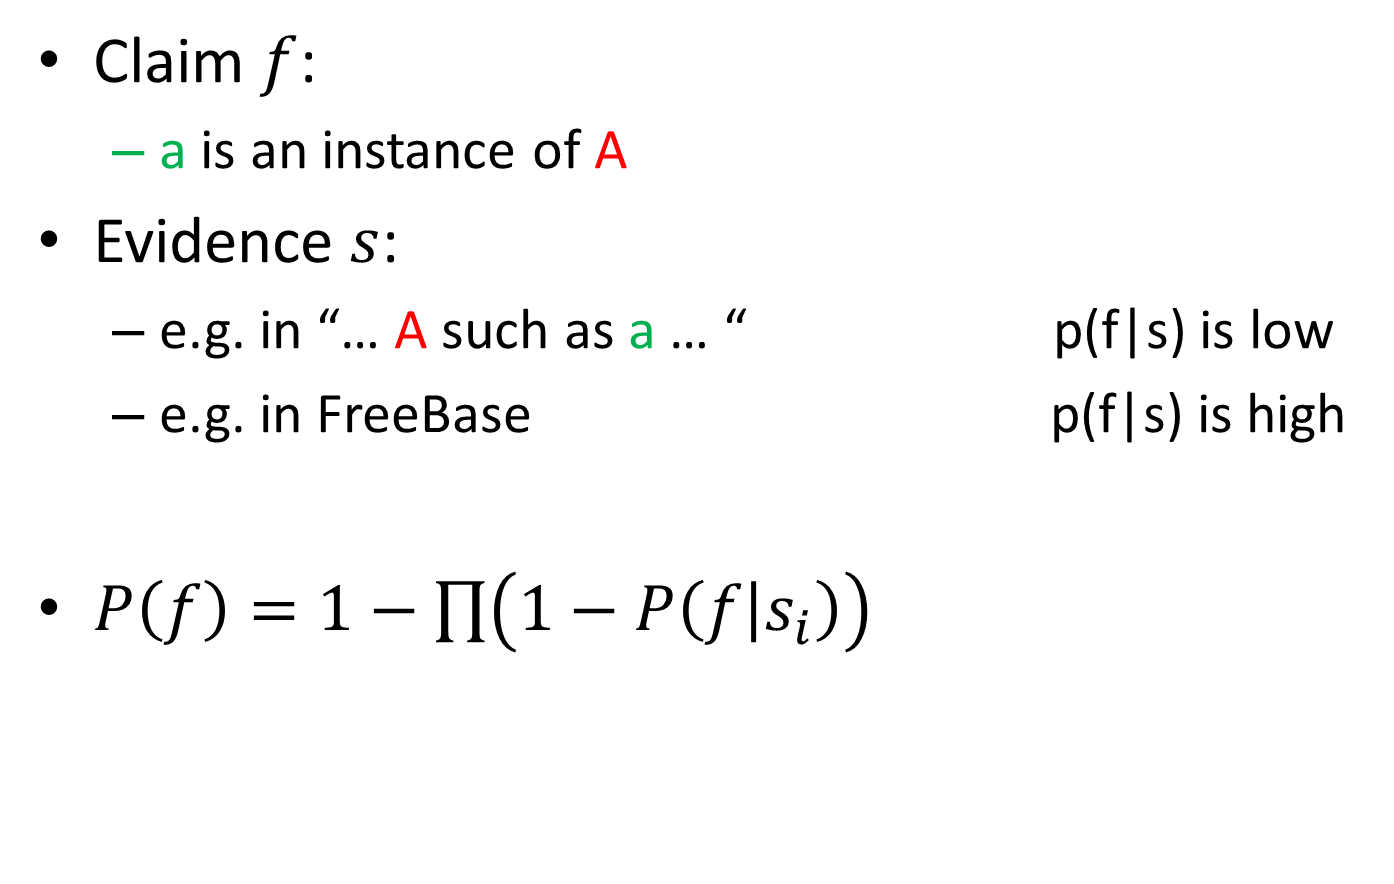 • Claim 𝑓:
– a is an instance of A
• Evidence 𝑠:
– e.g. in “… A such as a … “ p(f|s) is low
– e.g. in FreeBase p(f|s) is high
• 𝑃(𝑓) = 1 − ∏(1 − 𝑃(𝑓|𝑠ᵢ))